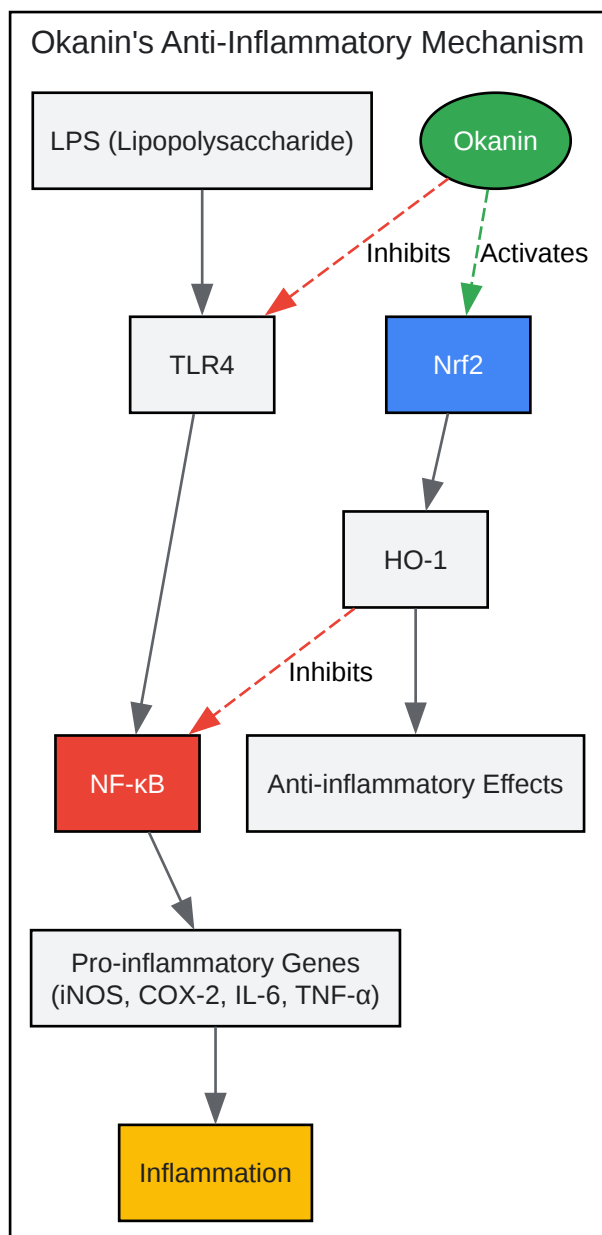 Okanin's Anti-Inflammatory Mechanism
LPS (Lipopolysaccharide)
Okanin
Inhibits
Activates
TLR4
Nrf2
HO-1
Inhibits
NF-κB
Anti-inflammatory Effects
Pro-inflammatory Genes
(iNOS, COX-2, IL-6, TNF-α)
Inflammation